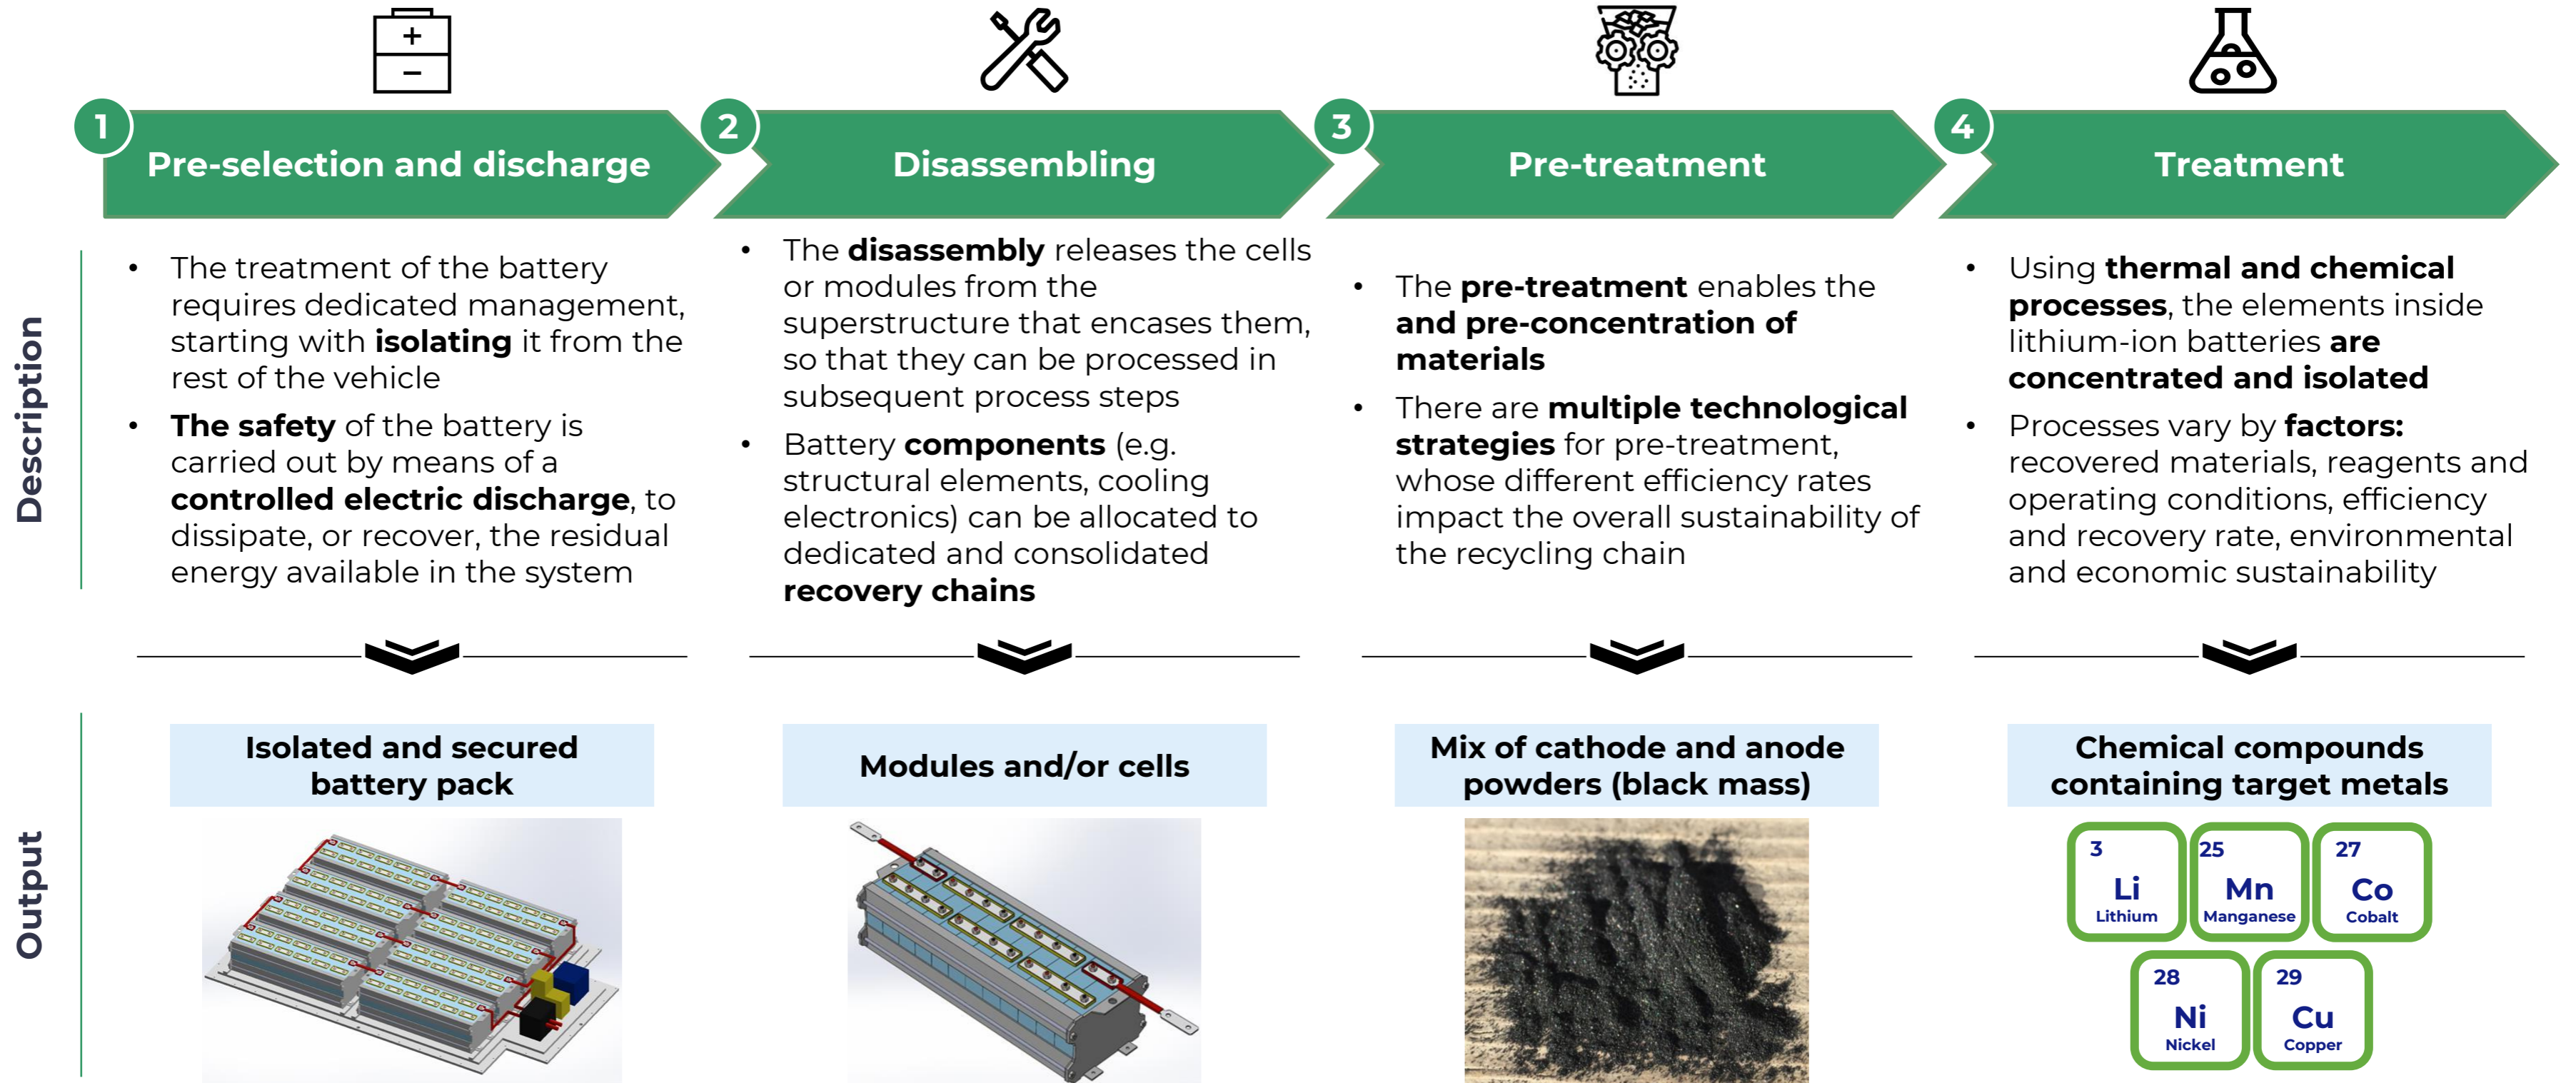 +
−
1
Pre-selection and discharge
2
Disassembling
3
Pre-treatment
4
Treatment
Description
• The treatment of the battery
requires dedicated management,
starting with isolating it from the
rest of the vehicle
• The safety of the battery is
carried out by means of a
controlled electric discharge, to
dissipate, or recover, the residual
energy available in the system
• The disassembly releases the cells
or modules from the
superstructure that encases them,
so that they can be processed in
subsequent process steps
• Battery components (e.g.
structural elements, cooling
electronics) can be allocated to
dedicated and consolidated
recovery chains
• The pre-treatment enables the
and pre-concentration of
materials
• There are multiple technological
strategies for pre-treatment,
whose different efficiency rates
impact the overall sustainability of
the recycling chain
• Using thermal and chemical
processes, the elements inside
lithium-ion batteries are
concentrated and isolated
• Processes vary by factors:
recovered materials, reagents and
operating conditions, efficiency
and recovery rate, environmental
and economic sustainability
Output
Isolated and secured
battery pack
Modules and/or cells
Mix of cathode and anode
powders (black mass)
Chemical compounds
containing target metals
3
Li
Lithium
25
Mn
Manganese
27
Co
Cobalt
28
Ni
Nickel
29
Cu
Copper